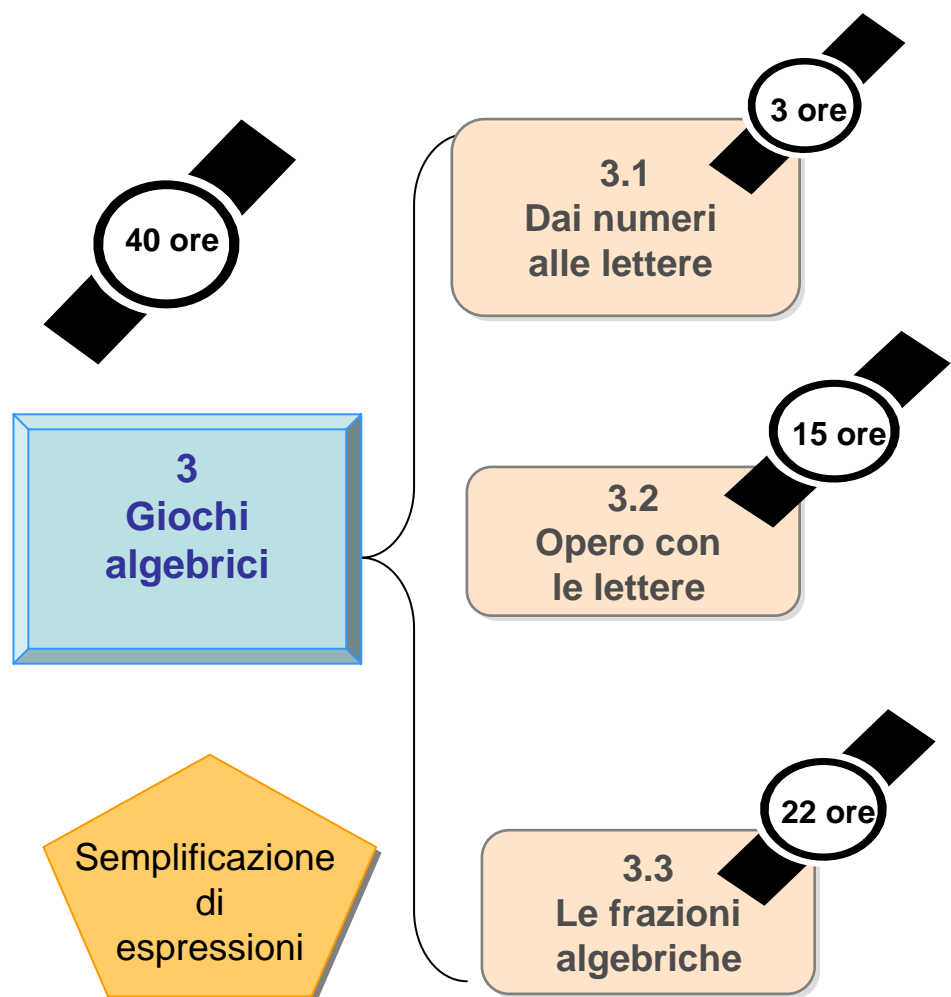 40 ore
3
Giochi
algebrici
Semplificazione
di
espressioni
3 ore
3.1
Dai numeri
alle lettere
15 ore
3.2
Opero con
le lettere
22 ore
3.3
Le frazioni
algebriche